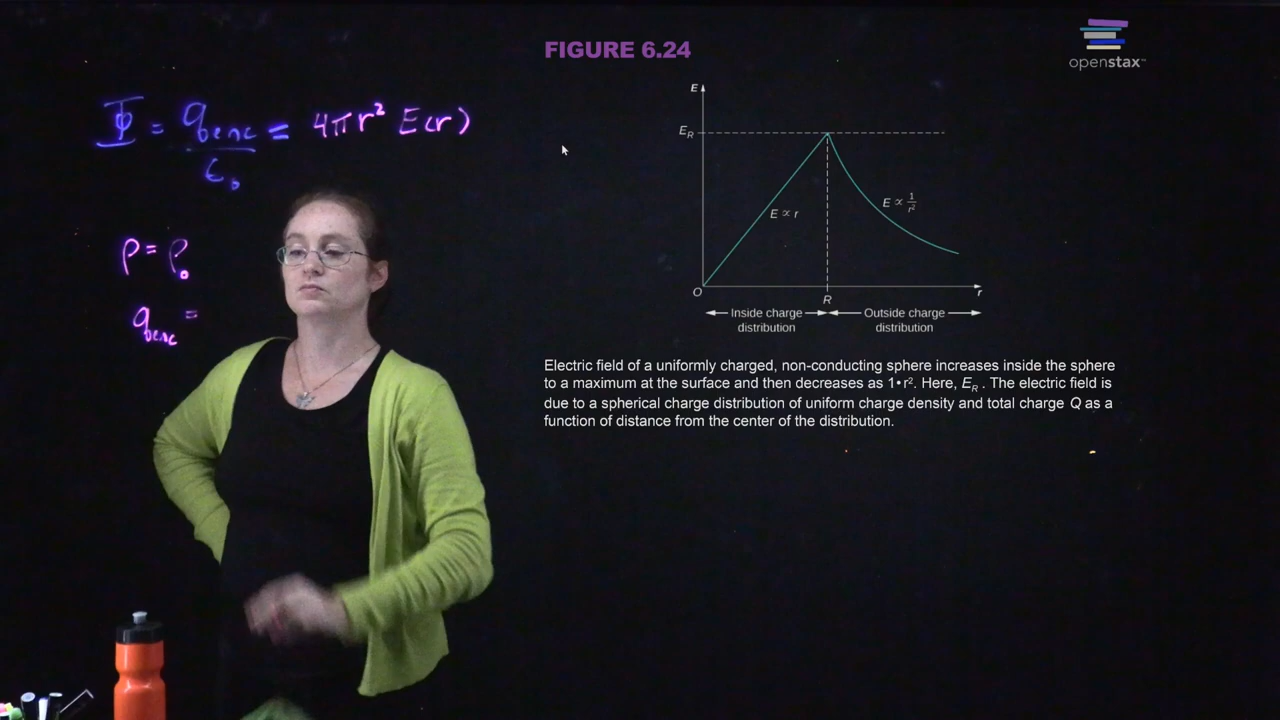 Φ = qenc/ε₀ = 4πr² E(r)
ρ = ρ₀
qenc =
FIGURE 6.24
openstax™
E
E_R
E ∝ r
E ∝ 1/r²
O
R
r
Inside charge distribution
Outside charge distribution
Electric field of a uniformly charged, non-conducting sphere increases inside the sphere
to a maximum at the surface and then decreases as 1•r². Here, E_R . The electric field is
due to a spherical charge distribution of uniform charge density and total charge Q as a
function of distance from the center of the distribution.